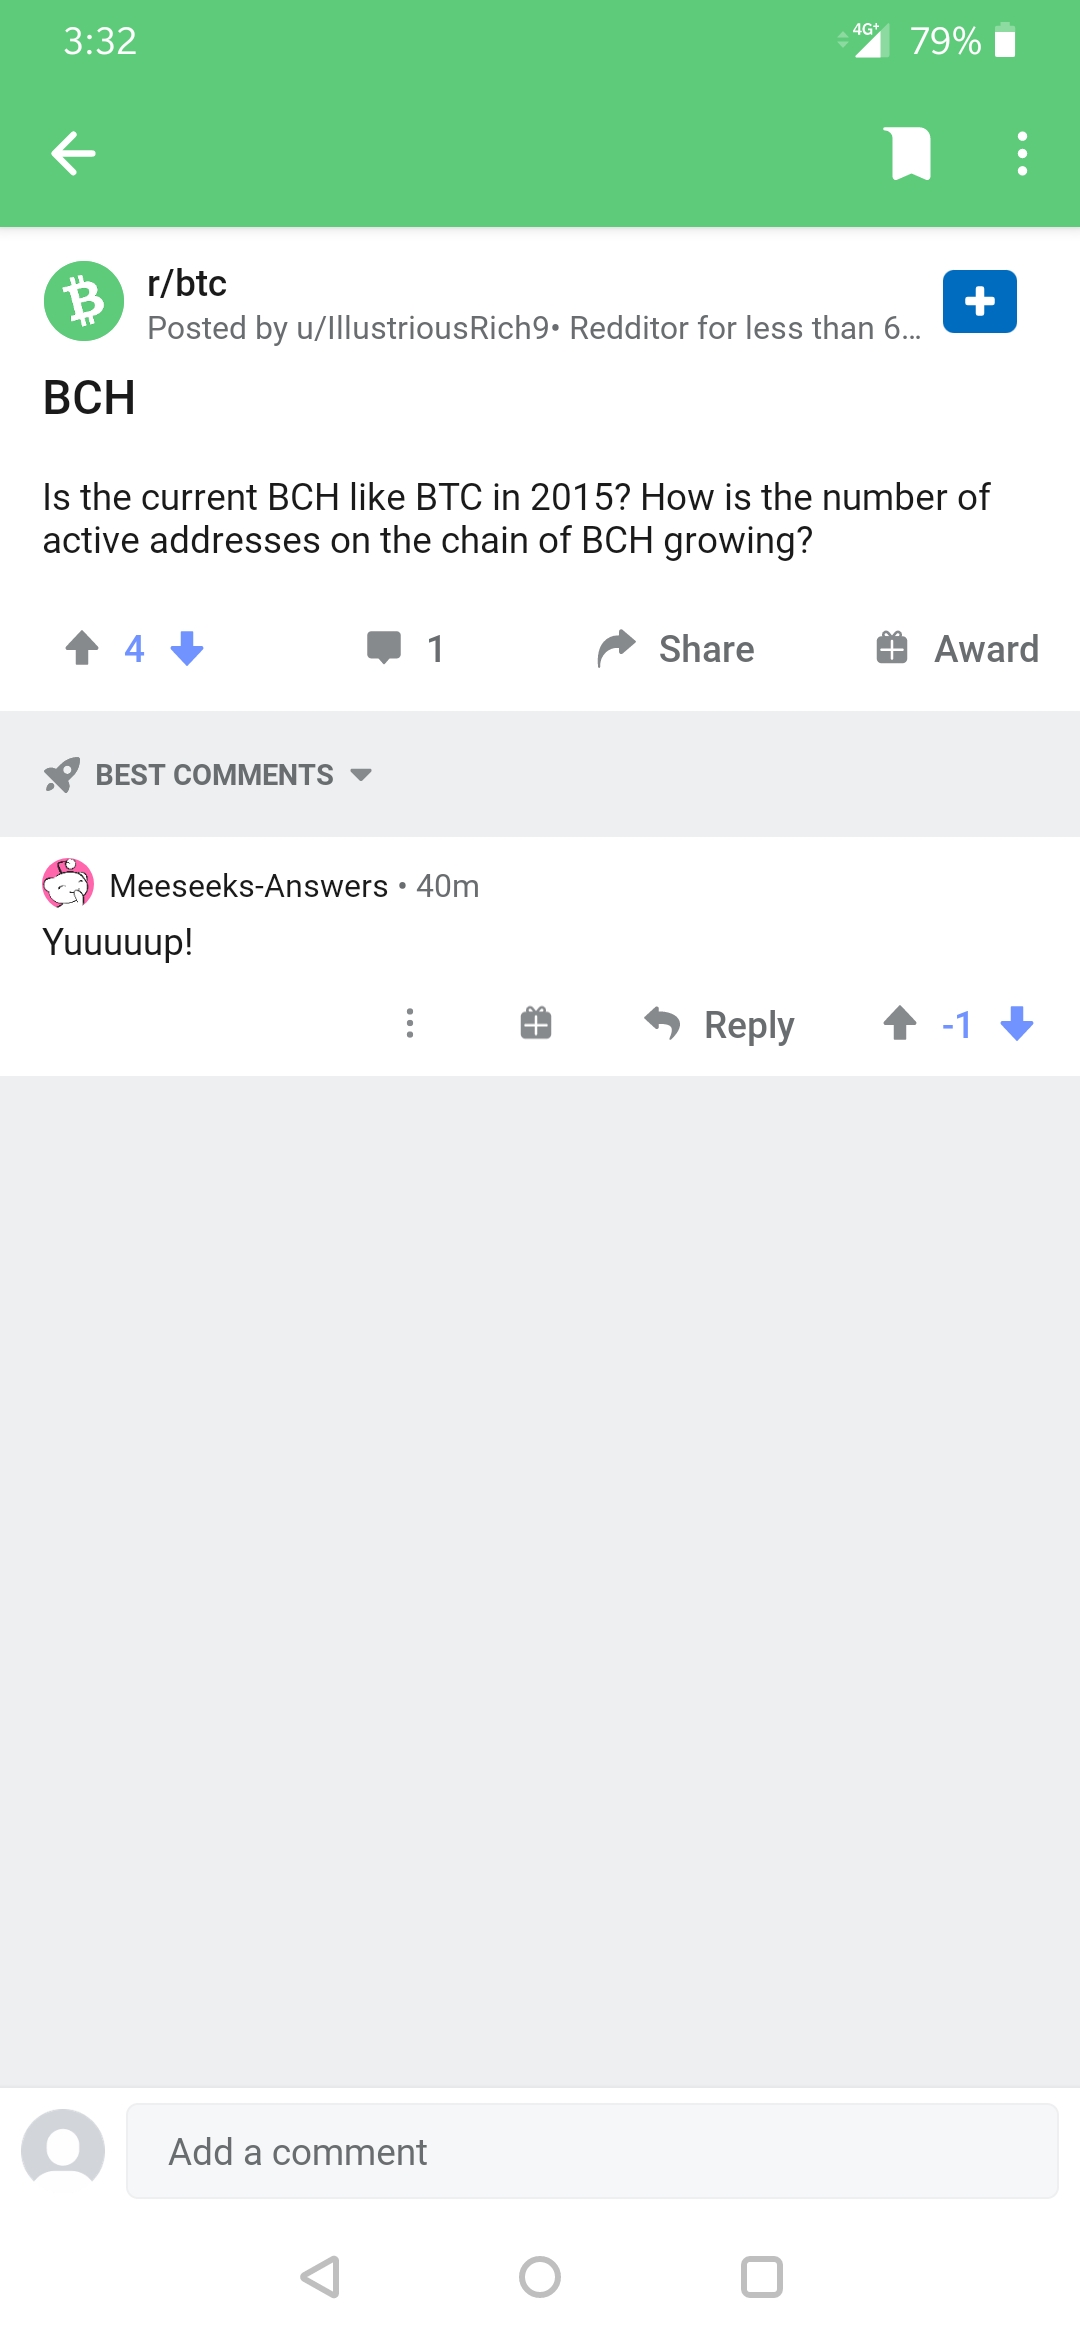 3:32
4G+ 79%
r/btc
Posted by u/IllustriousRich9• Redditor for less than 6...
BCH
Is the current BCH like BTC in 2015? How is the number of
active addresses on the chain of BCH growing?
4 1 Share Award
BEST COMMENTS
Meeseeks-Answers • 40m
Yuuuuup!
Reply -1
Add a comment